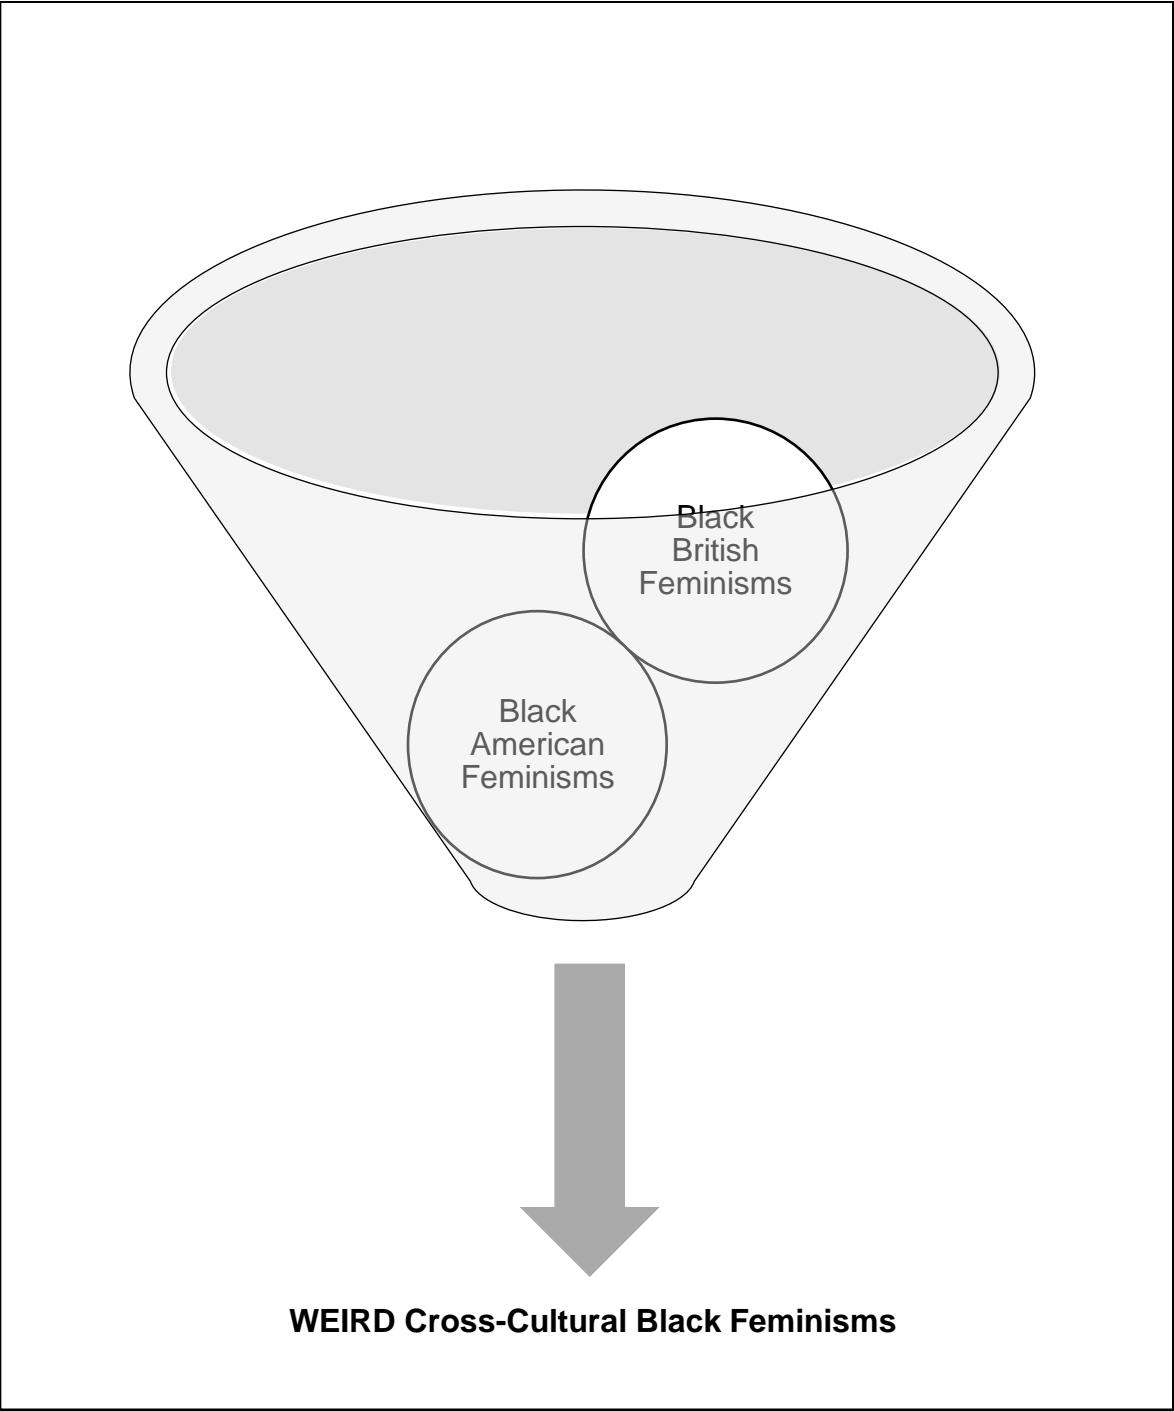 Black
British
Feminisms
Black
American
Feminisms
WEIRD Cross-Cultural Black Feminisms